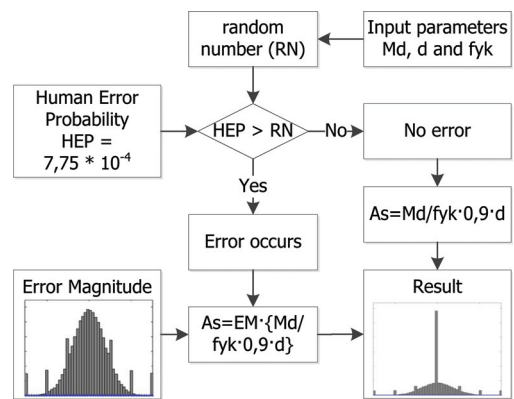 random
number (RN)
Input parameters
Md, d and fyk
Human Error
Probability
HEP =
7,75 * 10⁻⁴
HEP > RN
No
No error
Yes
Error occurs
As=Md/fyk·0,9·d
Error Magnitude
As=EM·{Md/
fyk·0,9·d}
Result